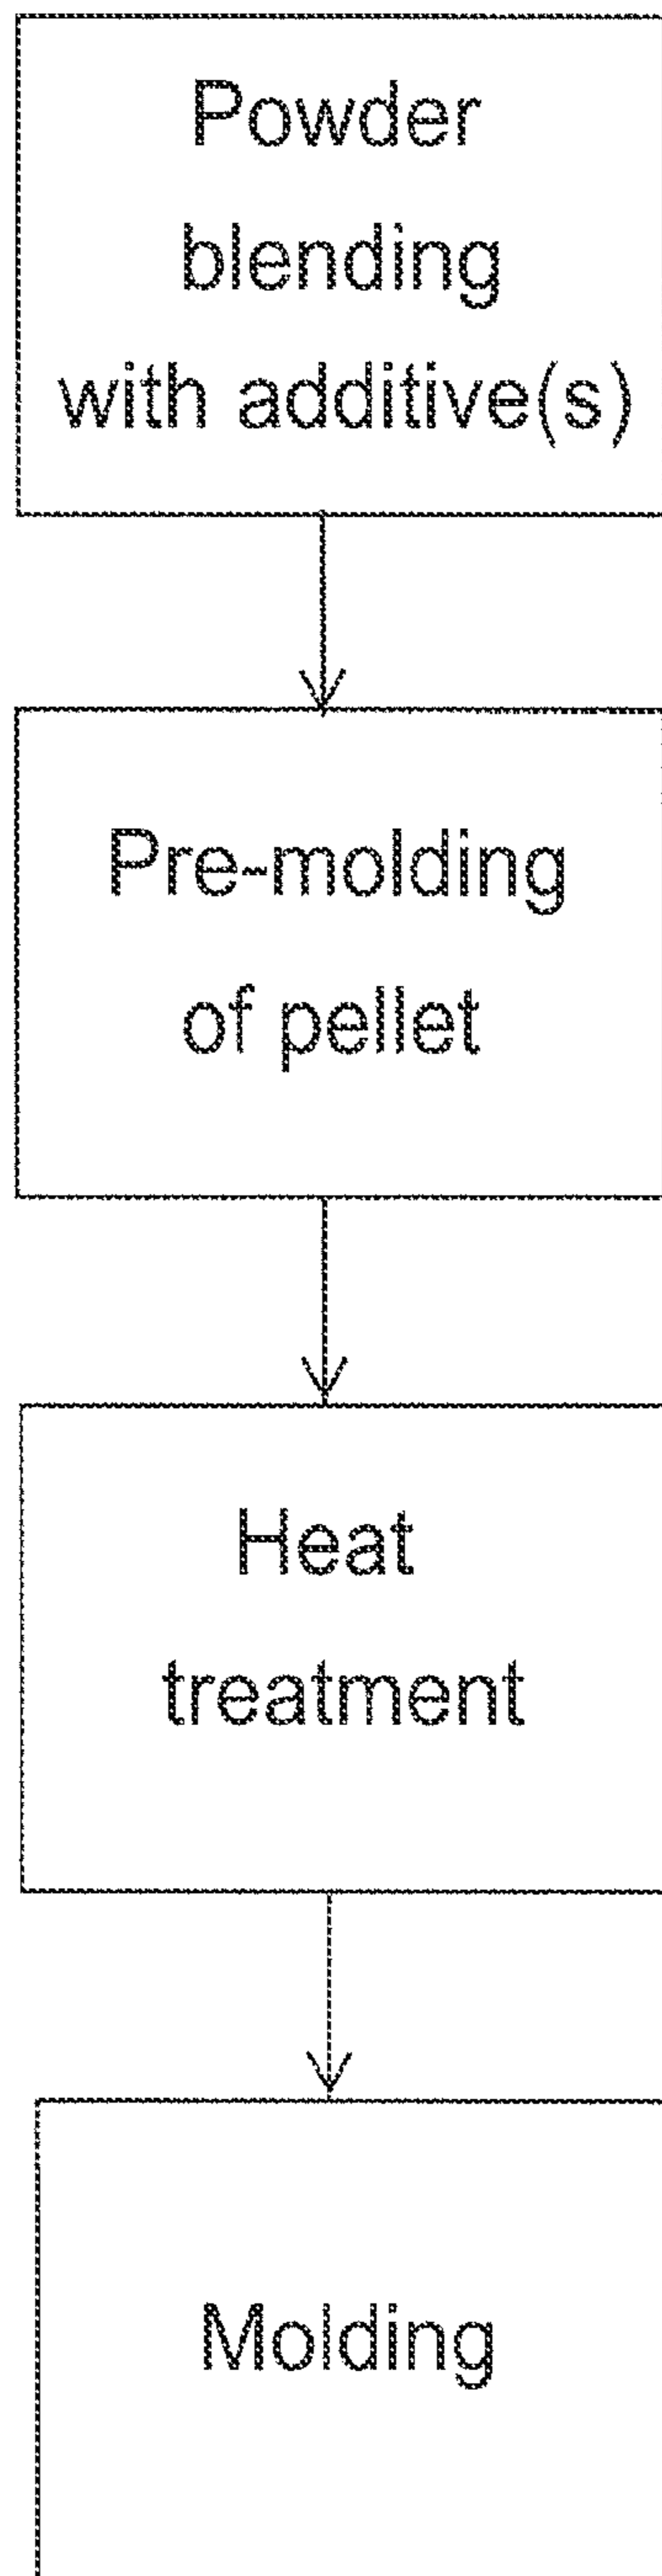 Powder
blending
with additive(s)
Pre-molding
of pellet
Heat
treatment
Molding